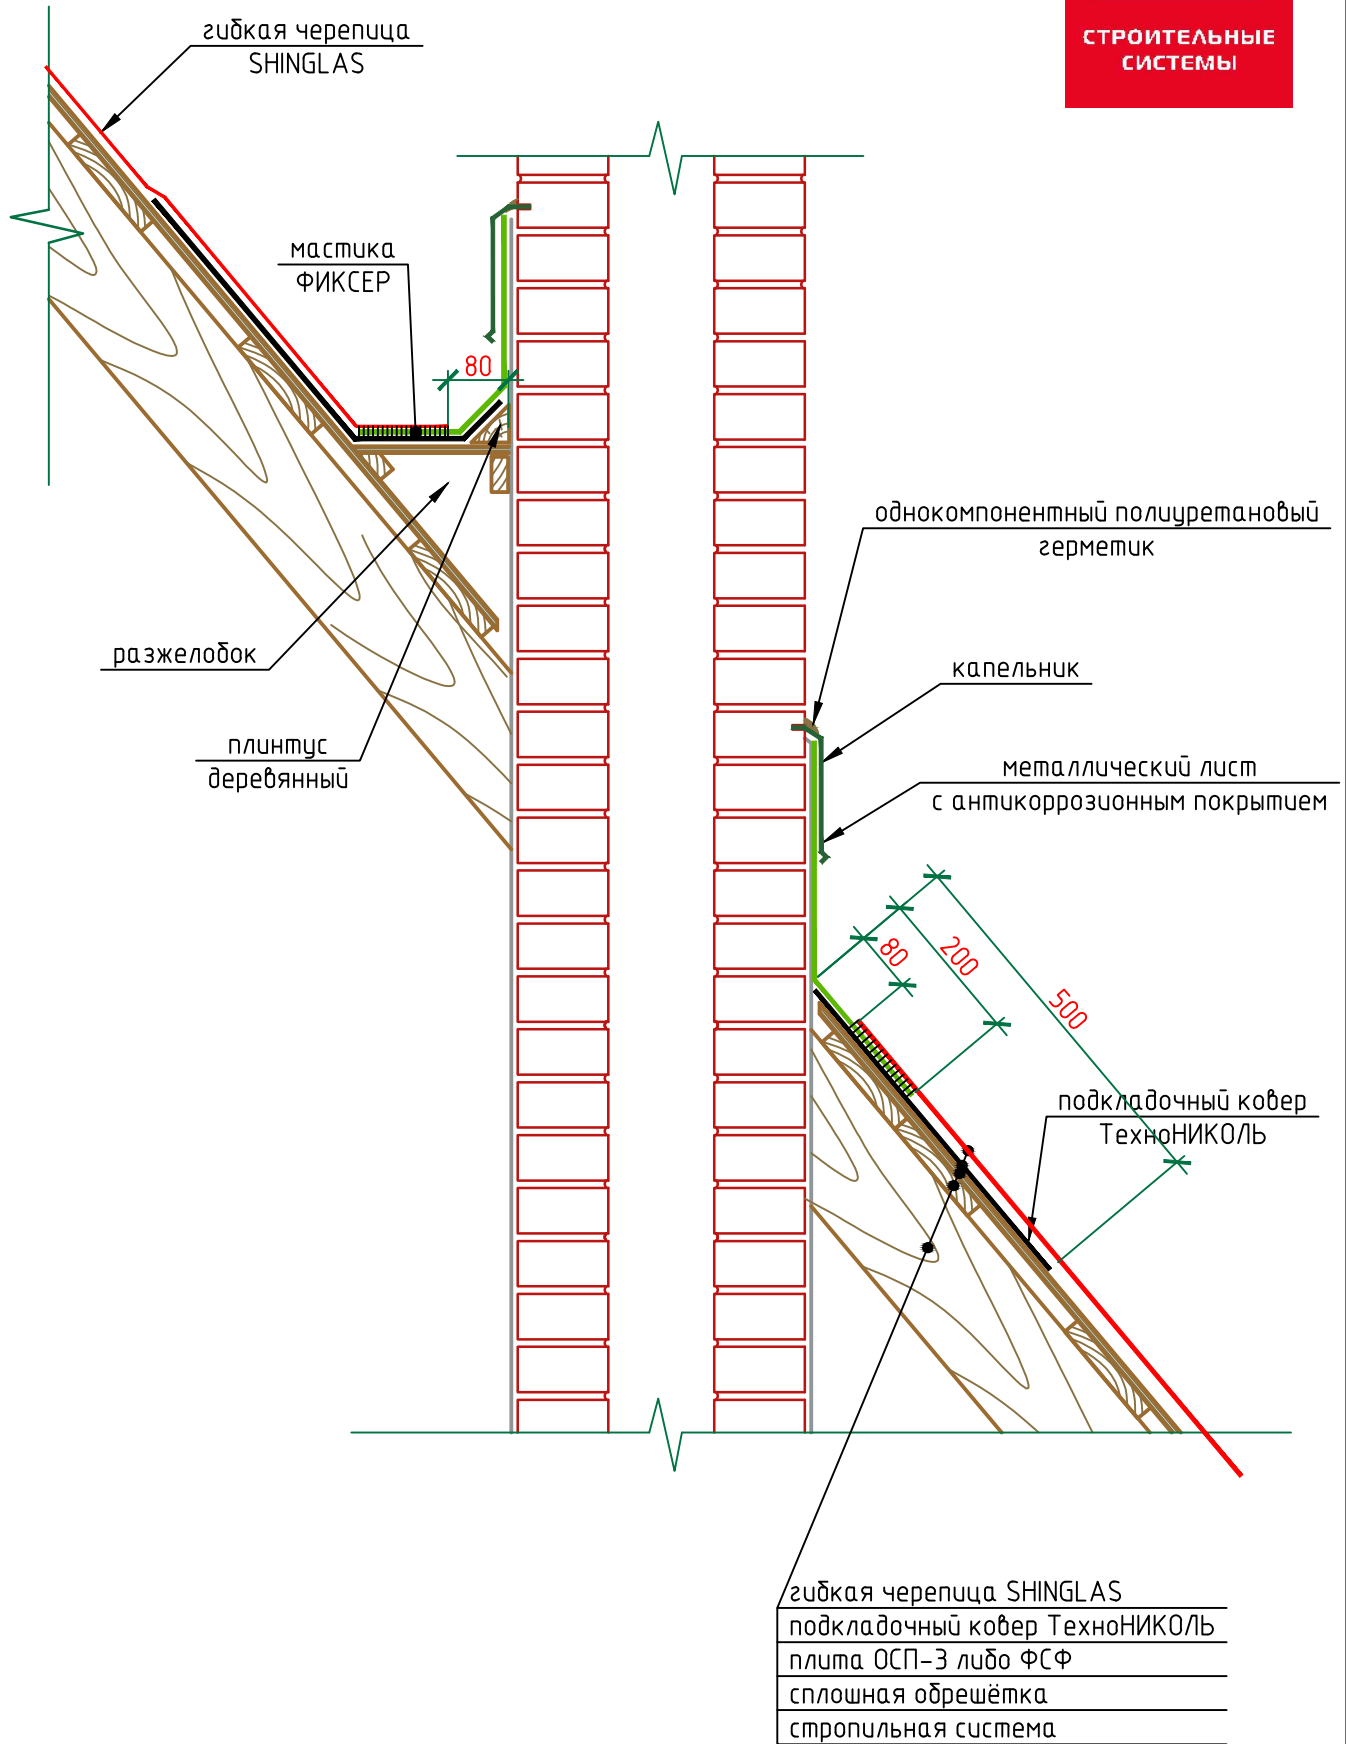 гибкая черепица
SHINGLAS
СТРОИТЕЛЬНЫЕ
СИСТЕМЫ
мастика
ФИКСЕР
80
однокомпонентный полиуретановый
герметик
разжелобок
капельник
плинтус
деревянный
металлический лист
с антикоррозионным покрытием
80
200
500
подкладочный ковер
ТехноНИКОЛЬ
гибкая черепица SHINGLAS
подкладочный ковер ТехноНИКОЛЬ
плита ОСП-3 либо ФСФ
сплошная обрешётка
стропильная система